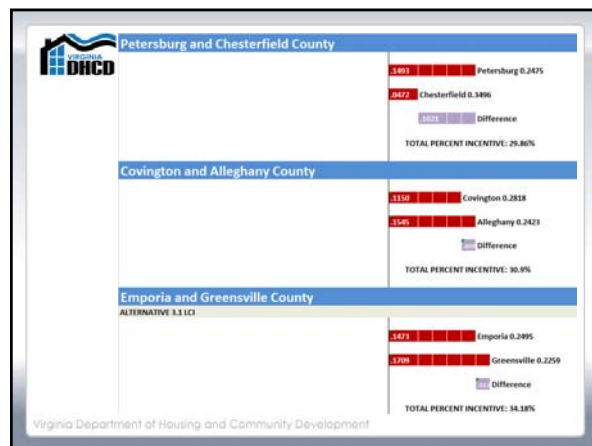 VIRGINIA
DHCD
Petersburg and Chesterfield County
.1493 Petersburg 0.2475
.0472 Chesterfield 0.3496
.1021 Difference
TOTAL PERCENT INCENTIVE: 29.86%
Covington and Alleghany County
.1150 Covington 0.2818
.1545 Alleghany 0.2423
Difference
TOTAL PERCENT INCENTIVE: 30.9%
Emporia and Greensville County
ALTERNATIVE 3.1 LCI
.1471 Emporia 0.2495
.1709 Greensville 0.2259
Difference
TOTAL PERCENT INCENTIVE: 34.18%
Virginia Department of Housing and Community Development